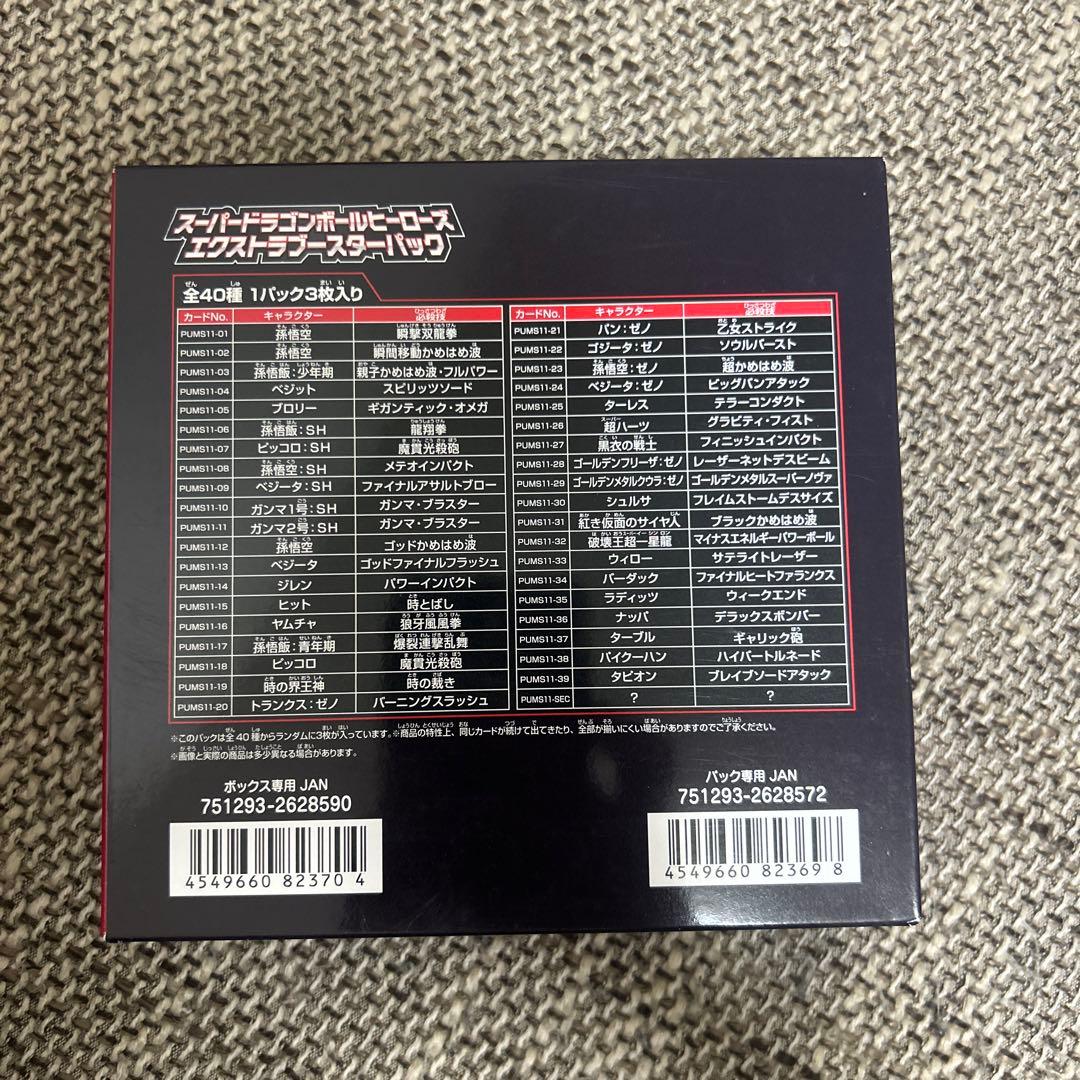 スーパードラゴンボールヒーローズ
エクストラブースターパック
全40種 1パック3枚入り
カードNo. キャラクター 必殺技
PUMS11-01 孫悟空 瞬撃双龍拳
PUMS11-02 孫悟空 瞬間移動かめはめ波
PUMS11-03 孫悟飯:少年期 親子かめはめ波・フルパワー
PUMS11-04 ベジット スピリッツソード
PUMS11-05 ブロリー ギガンティック・オメガ
PUMS11-06 孫悟飯:SH 龍翔拳
PUMS11-07 ピッコロ:SH 魔貫光殺砲
PUMS11-08 孫悟空:SH メテオインパクト
PUMS11-09 ベジータ:SH ファイナルアサルトブロー
PUMS11-10 ガンマ1号:SH ガンマ・ブラスター
PUMS11-11 ガンマ2号:SH ガンマ・ブラスター
PUMS11-12 孫悟空 ゴッドかめはめ波
PUMS11-13 ベジータ ゴッドファイナルフラッシュ
PUMS11-14 ジレン パワーインパクト
PUMS11-15 ヒット 時とばし
PUMS11-16 ヤムチャ 狼牙風風拳
PUMS11-17 孫悟飯:青年期 爆裂連撃乱舞
PUMS11-18 ピッコロ 魔貫光殺砲
PUMS11-19 時の界王神 時の裁き
PUMS11-20 トランクス:ゼノ バーニングスラッシュ
カードNo. キャラクター 必殺技
PUMS11-21 パン:ゼノ 乙女ストライク
PUMS11-22 ゴジータ:ゼノ ソウルバースト
PUMS11-23 孫悟空:ゼノ 超かめはめ波
PUMS11-24 ベジータ:ゼノ ビッグバンアタック
PUMS11-25 ターレス テラーコンダクト
PUMS11-26 超ハーツ グラビティ・フィスト
PUMS11-27 黒衣の戦士 フィニッシュインパクト
PUMS11-28 ゴールデンフリーザ:ゼノ レーザーネットデスビーム
PUMS11-29 ゴールデンメタルクウラ:ゼノ ゴールデンメタルスーパーノヴァ
PUMS11-30 シュルサ フレイムストームデスサイズ
PUMS11-31 紅き仮面のサイヤ人 ブラックかめはめ波
PUMS11-32 破壊王超一星龍 マイナスエネルギーパワーボール
PUMS11-33 ウィロー サテライトレーザー
PUMS11-34 バーダック ファイナルヒートファランクス
PUMS11-35 ラディッツ ウィークエンド
PUMS11-36 ナッパ デラックスボンバー
PUMS11-37 ターブル ギャリック砲
PUMS11-38 パイクーハン ハイパートルネード
PUMS11-39 タピオン ブレイブソードアタック
PUMS11-SEC ? ?
※このパックは全40種からランダムに3枚が入っています。※商品の特性上、同じカードが続けて出てきたり、全部が揃いにくい場合がありますのでご了承ください。
※画像と実際の商品は多少異なる場合があります。
ボックス専用 JAN
751293-2628590
4549660 82370 4
パック専用 JAN
751293-2628572
4549660 82369 8